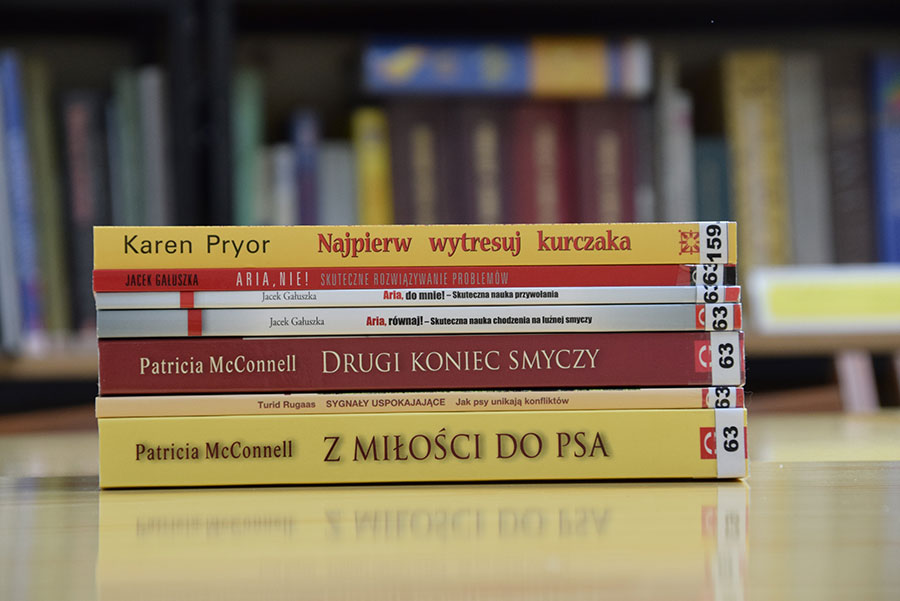 Karen Pryor Najpierw wytresuj kurczaka 159
JACEK GAŁUSZKA ARIA, NIE! SKUTECZNE ROZWIĄZYWANIE PROBLEMÓW 63
Jacek Gałuszka Aria, do mnie! – Skuteczna nauka przywołania 63
Jacek Gałuszka Aria, równaj! – Skuteczna nauka chodzenia na luźnej smyczy 63
Patricia McConnell DRUGI KONIEC SMYCZY 63
Turid Rugaas SYGNAŁY USPOKAJAJĄCE Jak psy unikają konfliktów 63
Patricia McConnell Z MIŁOŚCI DO PSA 63